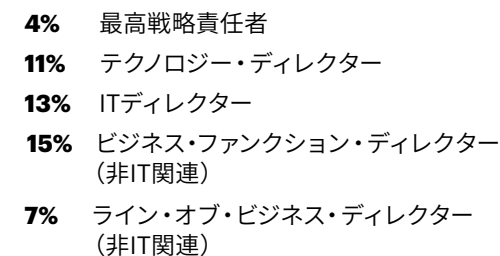 4% 最高戦略責任者
11% テクノロジー・ディレクター
13% ITディレクター
15% ビジネス・ファンクション・ディレクター
（非IT関連）
7% ライン・オブ・ビジネス・ディレクター
（非IT関連）